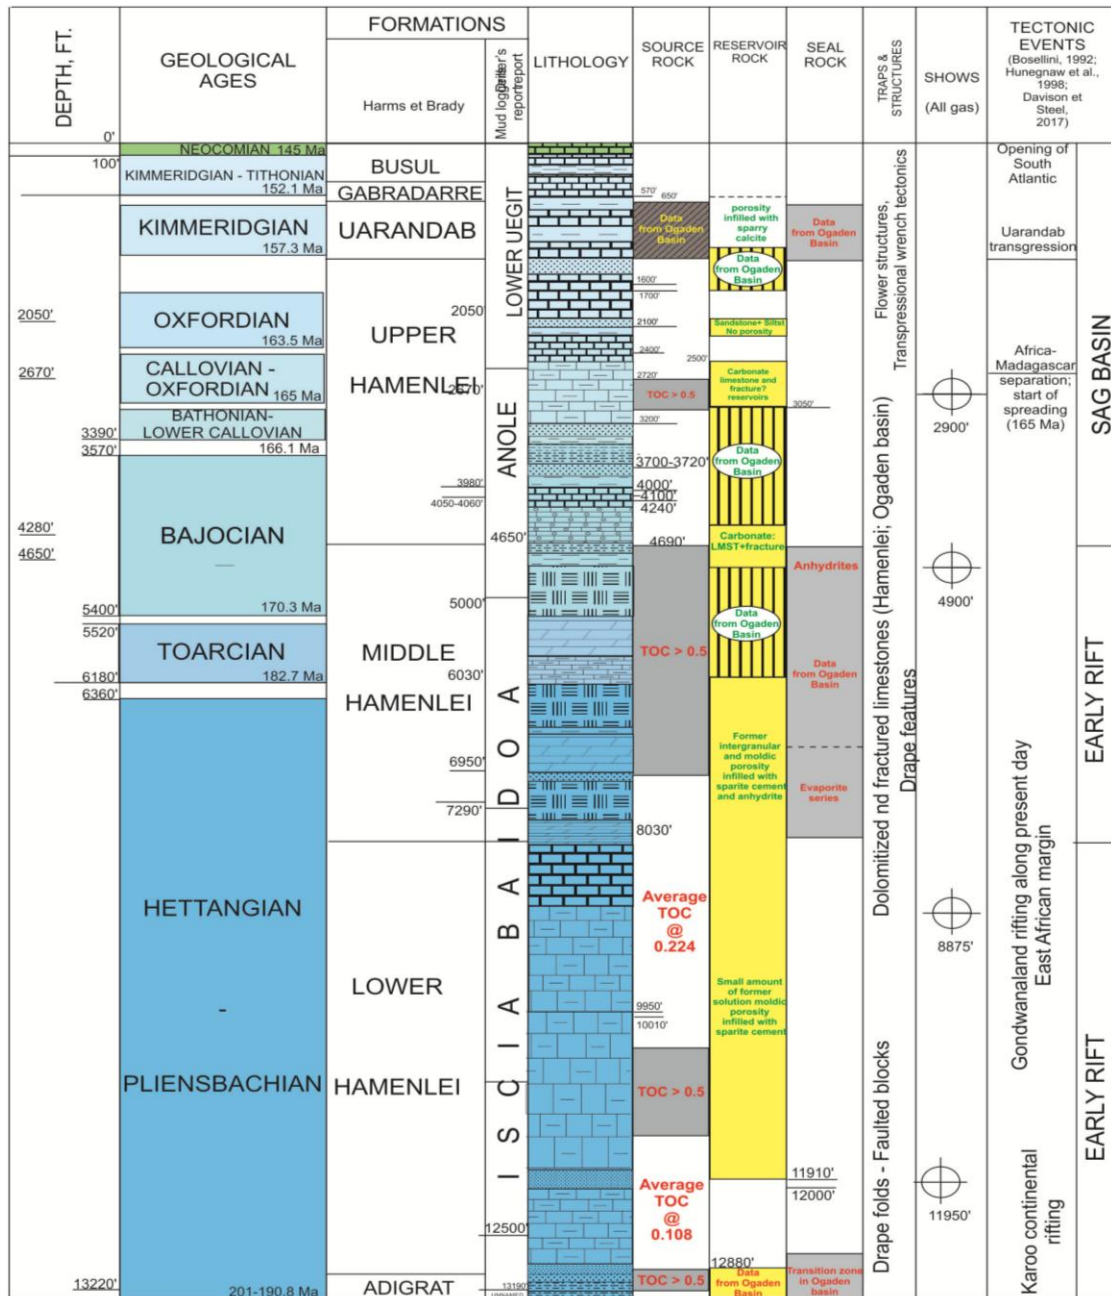 DEPTH, FT.
GEOLOGICAL
AGES
FORMATIONS
Harms et Brady
Mud logger's report
LITHOLOGY
SOURCE
ROCK
RESERVOIR
ROCK
SEAL
ROCK
TRAPS &
STRUCTURES
SHOWS
(All gas)
TECTONIC
EVENTS
(Bosellini, 1992;
Hunegnaw et al.,
1998;
Davison et
Steel,
2017)
0'
100'
2050'
2670'
3390'
3570'
4280'
4650'
5400'
5520'
6180'
6360'
13220'
NEOCOMIAN 145 Ma
KIMMERIDGIAN - TITHONIAN
152.1 Ma
KIMMERIDGIAN
157.3 Ma
OXFORDIAN
163.5 Ma
CALLOVIAN -
OXFORDIAN
165 Ma
BATHONIAN-
LOWER CALLOVIAN
166.1 Ma
BAJOCIAN
170.3 Ma
TOARCIAN
182.7 Ma
HETTANGIAN
-
PLIENSBACHIAN
201-190.8 Ma
BUSUL
GABRADARRE
UARANDAB
UPPER
HAMENLEI
MIDDLE
HAMENLEI
LOWER
HAMENLEI
ADIGRAT
2050'
2670'
3980'
4050-4060'
4650'
5000'
6030'
6950'
7290'
12500'
13190'
LOWER UEGIT
ANOLE
ISCIA BAIDOA
570'
650'
Data
from Ogaden
Basin
1600'
1700'
2100'
2400'
2500'
2720'
TOC > 0.5
3200'
3700-3720'
4000'
4100'
4240'
4690'
TOC > 0.5
8030'
Average
TOC
@
0.224
9950'
10010'
TOC > 0.5
Average
TOC
@
0.108
12880'
TOC > 0.5
porosity
infilled with
sparry
calcite
Data
from Ogaden
Basin
Sandstone+ Siltst
No porosity
Carbonate
limestone and
fracture?
reservoirs
Data
from Ogaden
Basin
Carbonate:
LMST+fracture
Data
from Ogaden
Basin
Former
intergranular
and moldic
porosity
infilled with
sparite cement
and anhydrite
Small amount
of former
solution moldic
porosity
infilled with
sparite cement
Data
from Ogaden
Basin
Data
from Ogaden
Basin
3050'
Anhydrites
Data
from Ogaden
Basin
Evaporite
series
11910'
12000'
Transition zone
in Ogaden
basin
Flower structures,
Transpressional wrench tectonics
Dolomitized nd fractured limestones (Hamenlei; Ogaden basin)
Drape features
Drape folds - Faulted blocks
2900'
4900'
8875'
11950'
Opening of
South
Atlantic
Uarandab
transgression
Africa-
Madagascar
separation;
start of
spreading
(165 Ma)
Gondwanaland rifting along present day
East African margin
Karoo continental
rifting
SAG BASIN
EARLY RIFT
EARLY RIFT